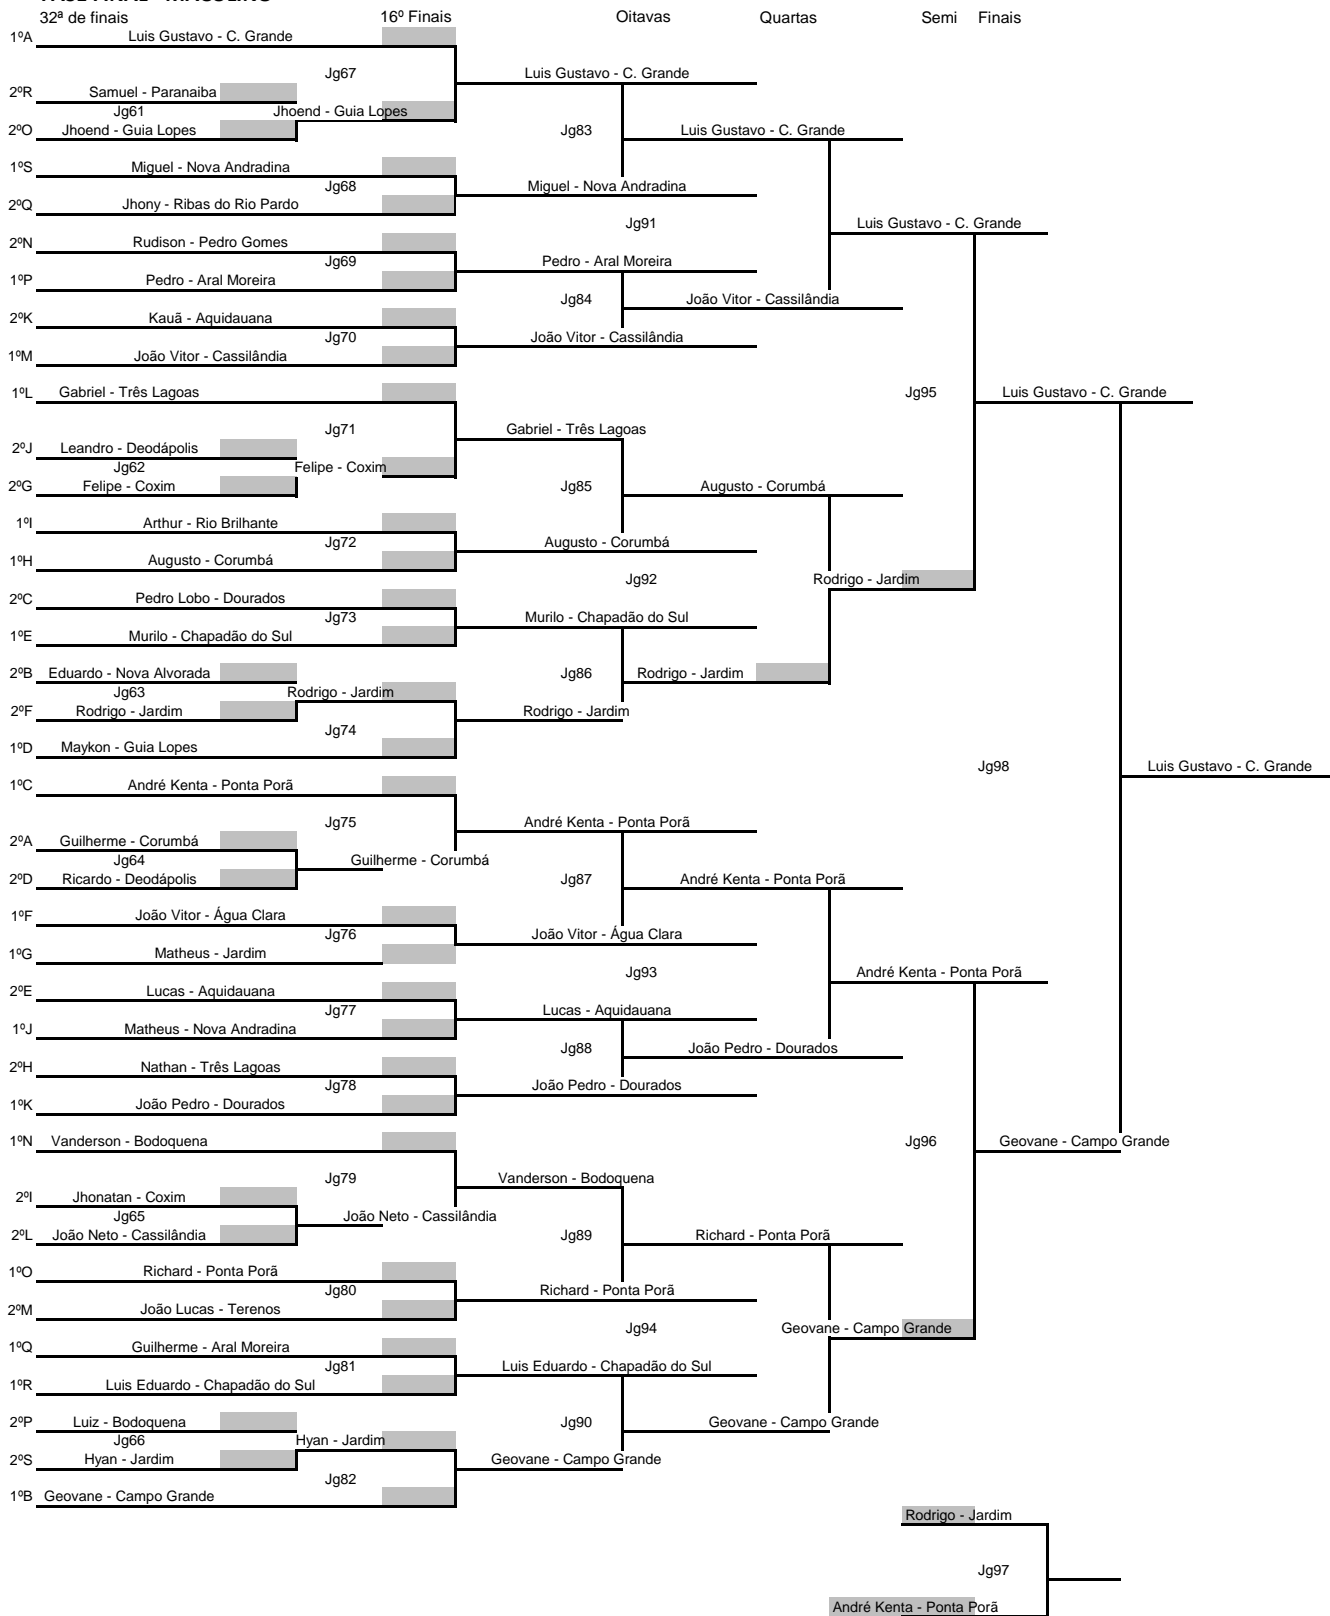 FASE FINAL - MASCULINO
32ª de finais 16º Finais Oitavas Quartas Semi Finais
1ºA Luis Gustavo - C. Grande
Jg67 Luis Gustavo - C. Grande
2ºR Samuel - Paranaiba
Jg61 Jhoend - Guia Lopes
2ºO Jhoend - Guia Lopes Jg83 Luis Gustavo - C. Grande
1ºS Miguel - Nova Andradina
Jg68 Miguel - Nova Andradina
2ºQ Jhony - Ribas do Rio Pardo
Jg91 Luis Gustavo - C. Grande
2ºN Rudison - Pedro Gomes
Jg69 Pedro - Aral Moreira
1ºP Pedro - Aral Moreira
Jg84 João Vitor - Cassilândia
2ºK Kauã - Aquidauana
Jg70 João Vitor - Cassilândia
1ºM João Vitor - Cassilândia
1ºL Gabriel - Três Lagoas Jg95 Luis Gustavo - C. Grande
Jg71 Gabriel - Três Lagoas
2ºJ Leandro - Deodápolis
Jg62 Felipe - Coxim
2ºG Felipe - Coxim Jg85 Augusto - Corumbá
1ºI Arthur - Rio Brilhante
Jg72 Augusto - Corumbá
1ºH Augusto - Corumbá
Jg92 Rodrigo - Jardim
2ºC Pedro Lobo - Dourados
Jg73 Murilo - Chapadão do Sul
1ºE Murilo - Chapadão do Sul
2ºB Eduardo - Nova Alvorada Jg86 Rodrigo - Jardim
Jg63 Rodrigo - Jardim
2ºF Rodrigo - Jardim Rodrigo - Jardim
Jg74
1ºD Maykon - Guia Lopes
Jg98 Luis Gustavo - C. Grande
1ºC André Kenta - Ponta Porã
Jg75 André Kenta - Ponta Porã
2ºA Guilherme - Corumbá
Jg64 Guilherme - Corumbá
2ºD Ricardo - Deodápolis Jg87 André Kenta - Ponta Porã
1ºF João Vitor - Água Clara
Jg76 João Vitor - Água Clara
1ºG Matheus - Jardim
Jg93 André Kenta - Ponta Porã
2ºE Lucas - Aquidauana
Jg77 Lucas - Aquidauana
1ºJ Matheus - Nova Andradina
Jg88 João Pedro - Dourados
2ºH Nathan - Três Lagoas
Jg78 João Pedro - Dourados
1ºK João Pedro - Dourados
1ºN Vanderson - Bodoquena Jg96 Geovane - Campo Grande
Jg79 Vanderson - Bodoquena
2ºI Jhonatan - Coxim
Jg65 João Neto - Cassilândia
2ºL João Neto - Cassilândia Jg89 Richard - Ponta Porã
1ºO Richard - Ponta Porã
Jg80 Richard - Ponta Porã
2ºM João Lucas - Terenos
Jg94 Geovane - Campo Grande
1ºQ Guilherme - Aral Moreira
Jg81 Luis Eduardo - Chapadão do Sul
1ºR Luis Eduardo - Chapadão do Sul
2ºP Luiz - Bodoquena Jg90 Geovane - Campo Grande
Jg66 Hyan - Jardim
2ºS Hyan - Jardim Geovane - Campo Grande
Jg82
1ºB Geovane - Campo Grande
Rodrigo - Jardim
Jg97
André Kenta - Ponta Porã